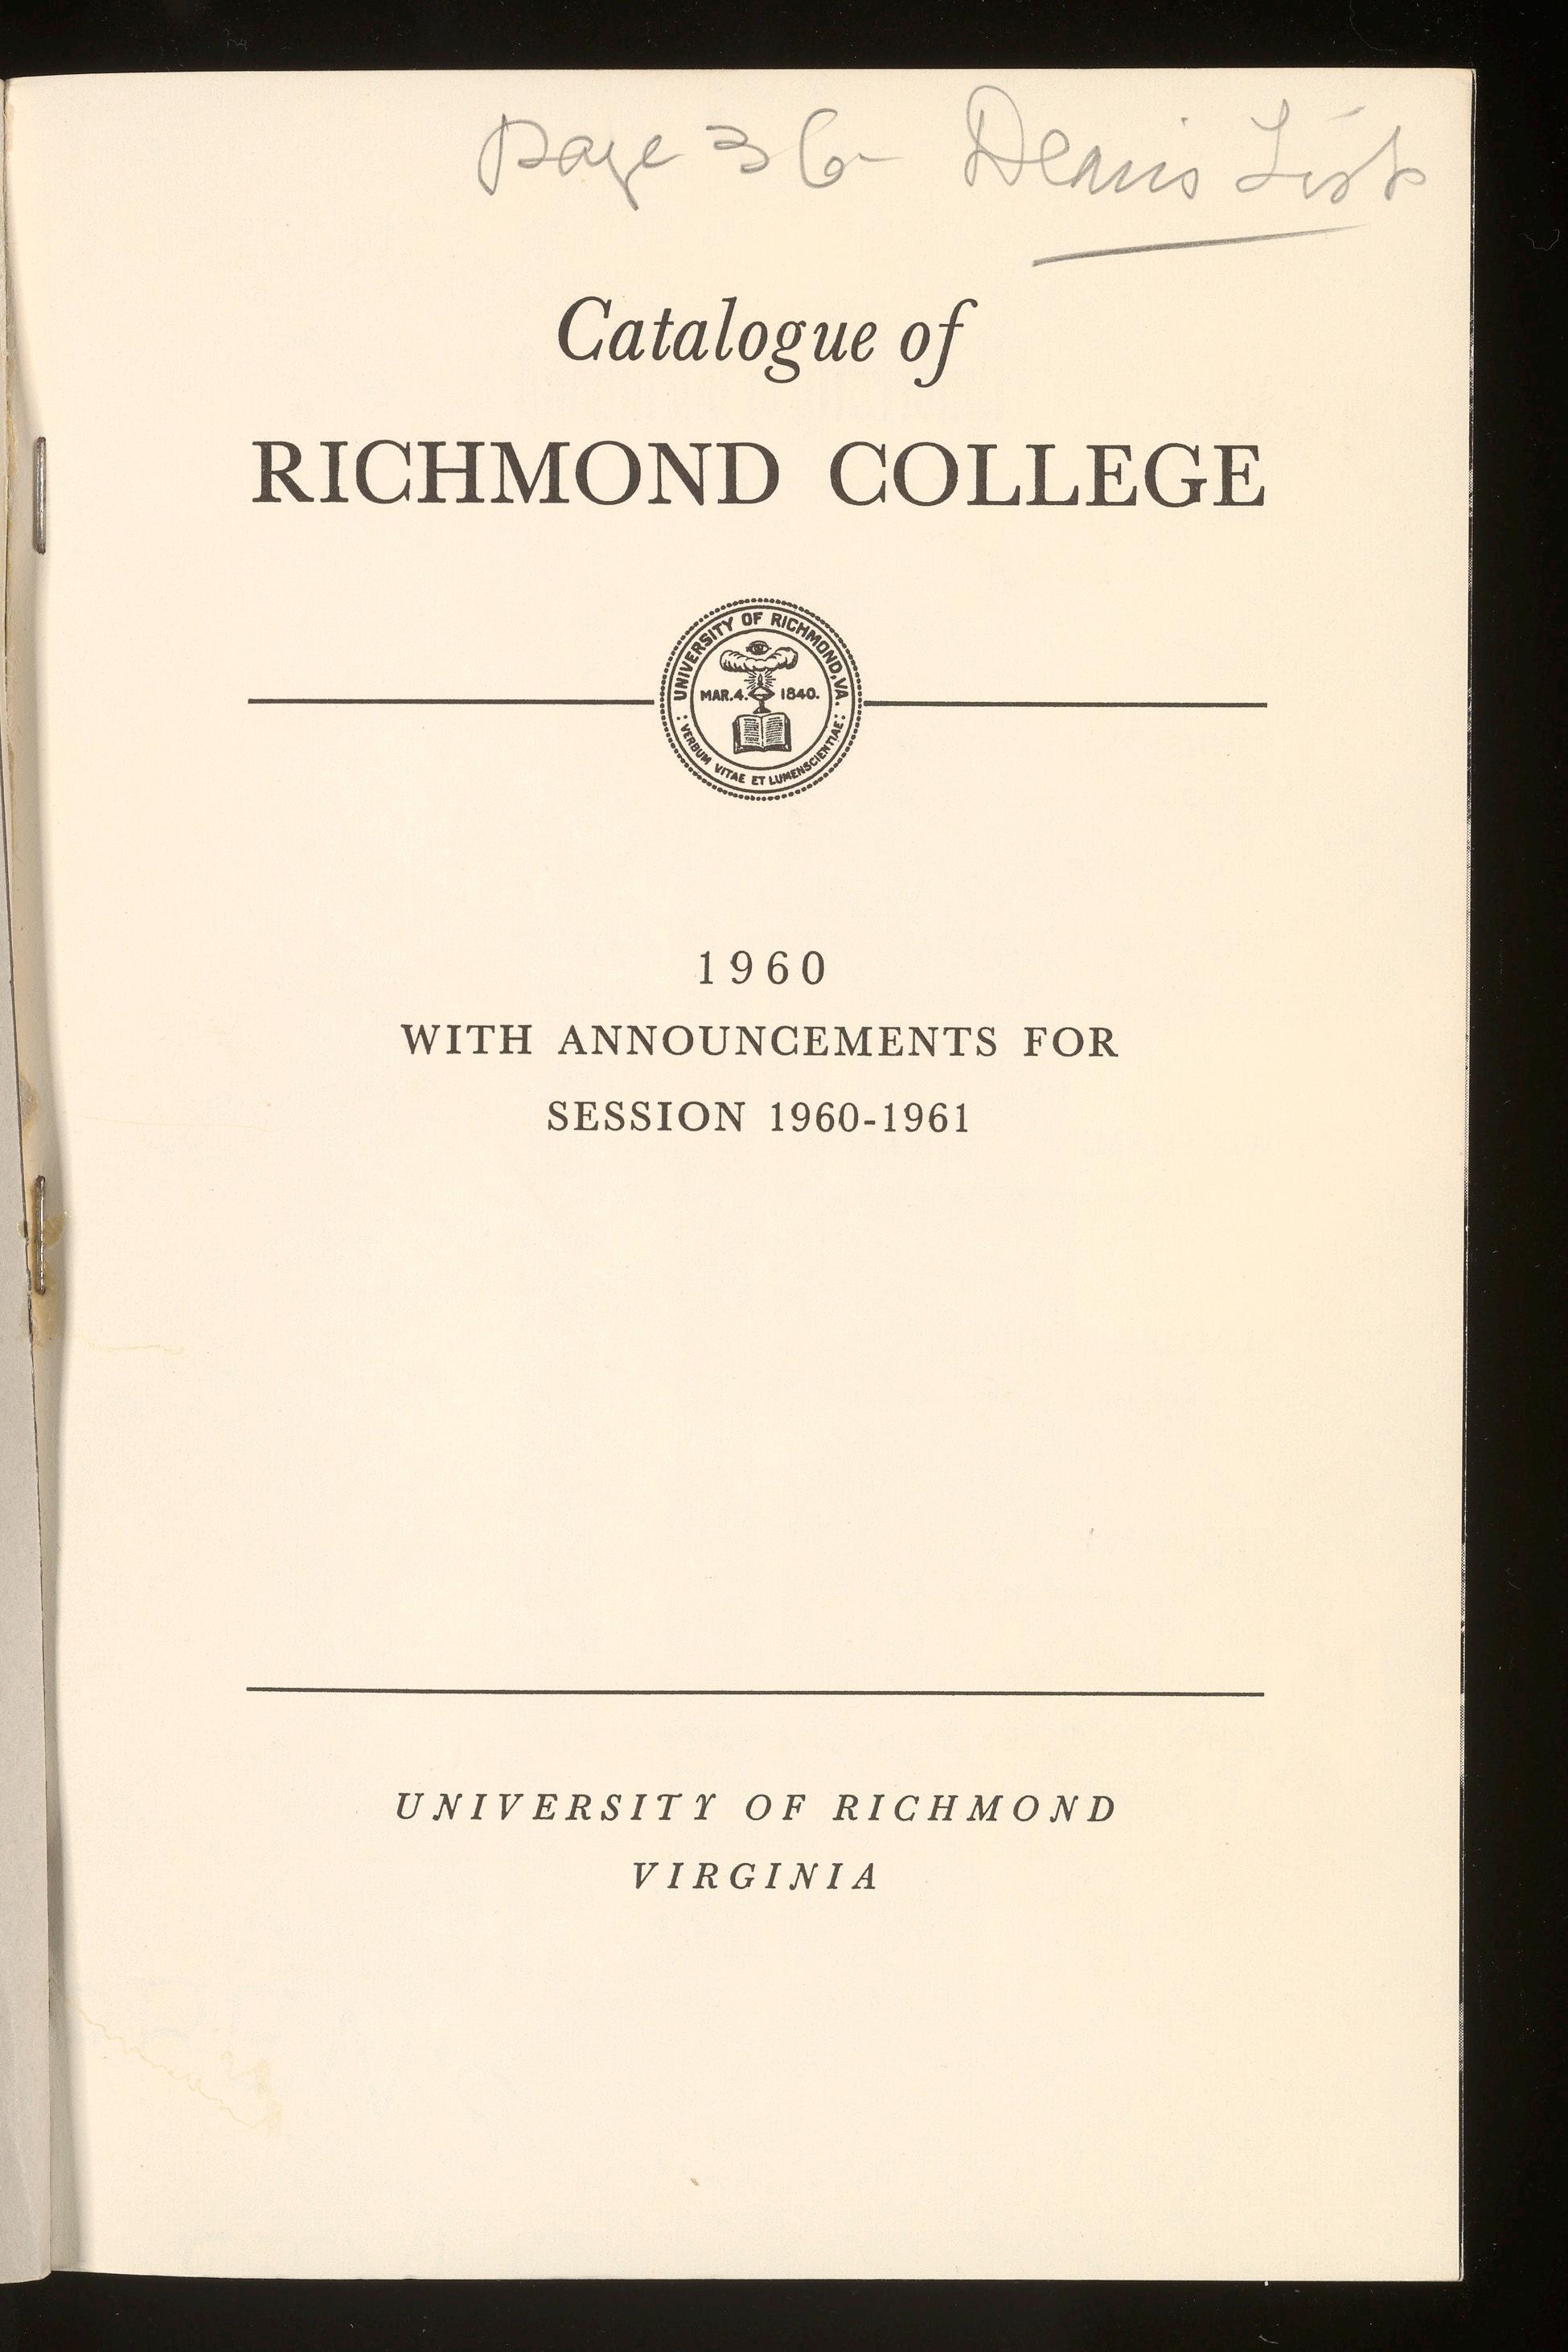 page 36- Deans List
Catalogue of
RICHMOND COLLEGE
UNIVERSITY OF RICHMOND, VA.
MAR. 4. 1840.
: VERBUM VITAE ET LUMEN SCIENTIAE :
1960
WITH ANNOUNCEMENTS FOR
SESSION 1960-1961
UNIVERSITY OF RICHMOND
VIRGINIA